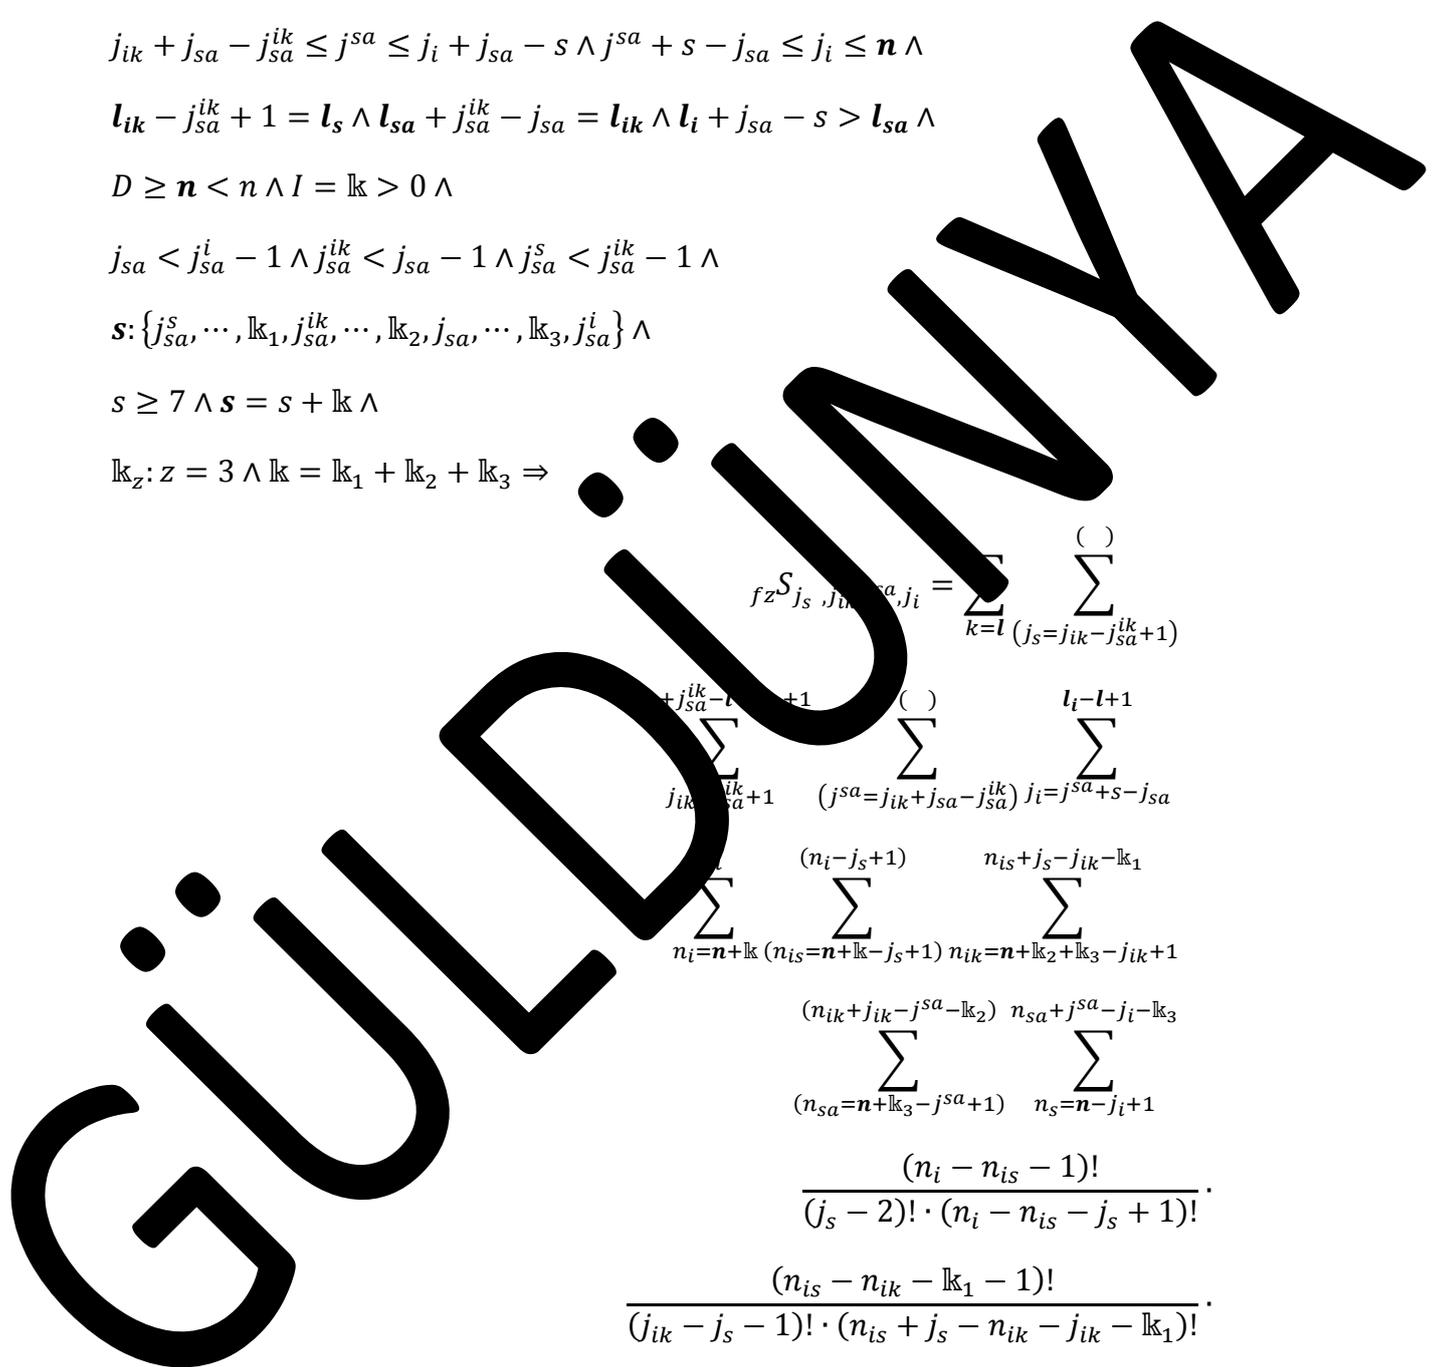 j_{ik} + j_{sa} − j_{sa}^{ik} ≤ j^{sa} ≤ j_i + j_{sa} − s ∧ j^{sa} + s − j_{sa} ≤ j_i ≤ n ∧
l_{ik} − j_{sa}^{ik} + 1 = l_s ∧ l_{sa} + j_{sa}^{ik} − j_{sa} = l_{ik} ∧ l_i + j_{sa} − s > l_{sa} ∧
D ≥ n < n ∧ I = 𝕜 > 0 ∧
j_{sa} < j_{sa}^i − 1 ∧ j_{sa}^{ik} < j_{sa} − 1 ∧ j_{sa}^s < j_{sa}^{ik} − 1 ∧
s: {j_{sa}^s, ⋯ , 𝕜_1, j_{sa}^{ik}, ⋯ , 𝕜_2, j_{sa}, ⋯ , 𝕜_3, j_{sa}^i} ∧
s ≥ 7 ∧ s = s + 𝕜 ∧
𝕜_z: z = 3 ∧ 𝕜 = 𝕜_1 + 𝕜_2 + 𝕜_3 ⇒
( )
_{fz}S_{j_s ,j_{ik} ,j_i} = ∑ ∑
k=l (j_s=j_{ik}−j_{sa}^{ik}+1)
+j_{sa}^{ik}−l +1 ( ) l_i−l+1
∑ ∑ ∑
j_{ik} +1 (j^{sa}=j_{ik}+j_{sa}−j_{sa}^{ik}) j_i=j^{sa}+s−j_{sa}
(n_i−j_s+1) n_{is}+j_s−j_{ik}−𝕜_1
∑ ∑ ∑
n_i=n+𝕜 (n_{is}=n+𝕜−j_s+1) n_{ik}=n+𝕜_2+𝕜_3−j_{ik}+1
(n_{ik}+j_{ik}−j^{sa}−𝕜_2) n_{sa}+j^{sa}−j_i−𝕜_3
∑ ∑
(n_{sa}=n+𝕜_3−j^{sa}+1) n_s=n−j_i+1
(n_i − n_{is} − 1)!
(j_s − 2)! · (n_i − n_{is} − j_s + 1)! ·
(n_{is} − n_{ik} − 𝕜_1 − 1)!
(j_{ik} − j_s − 1)! · (n_{is} + j_s − n_{ik} − j_{ik} − 𝕜_1)! ·
GÜLDÜNYA